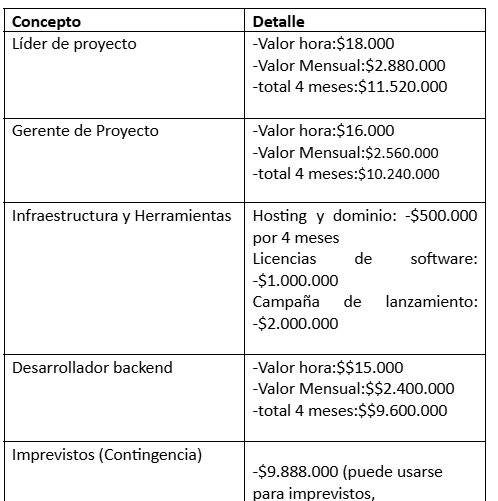 Concepto Detalle
Líder de proyecto -Valor hora:$$18.000
-Valor Mensual:$$2.880.000
-total 4 meses:$$11.520.000
Gerente de Proyecto -Valor hora:$$16.000
-Valor Mensual:$$2.560.000
-total 4 meses:$$10.240.000
Infraestructura y Herramientas Hosting y dominio: -$$500.000
por 4 meses
Licencias de software:
-$$1.000.000
Campaña de lanzamiento:
-$$2.000.000
Desarrollador backend -Valor hora:$$15.000
-Valor Mensual:$$2.400.000
-total 4 meses:$$9.600.000
Imprevistos (Contingencia)
-$$9.888.000 (puede usarse
para imprevistos,